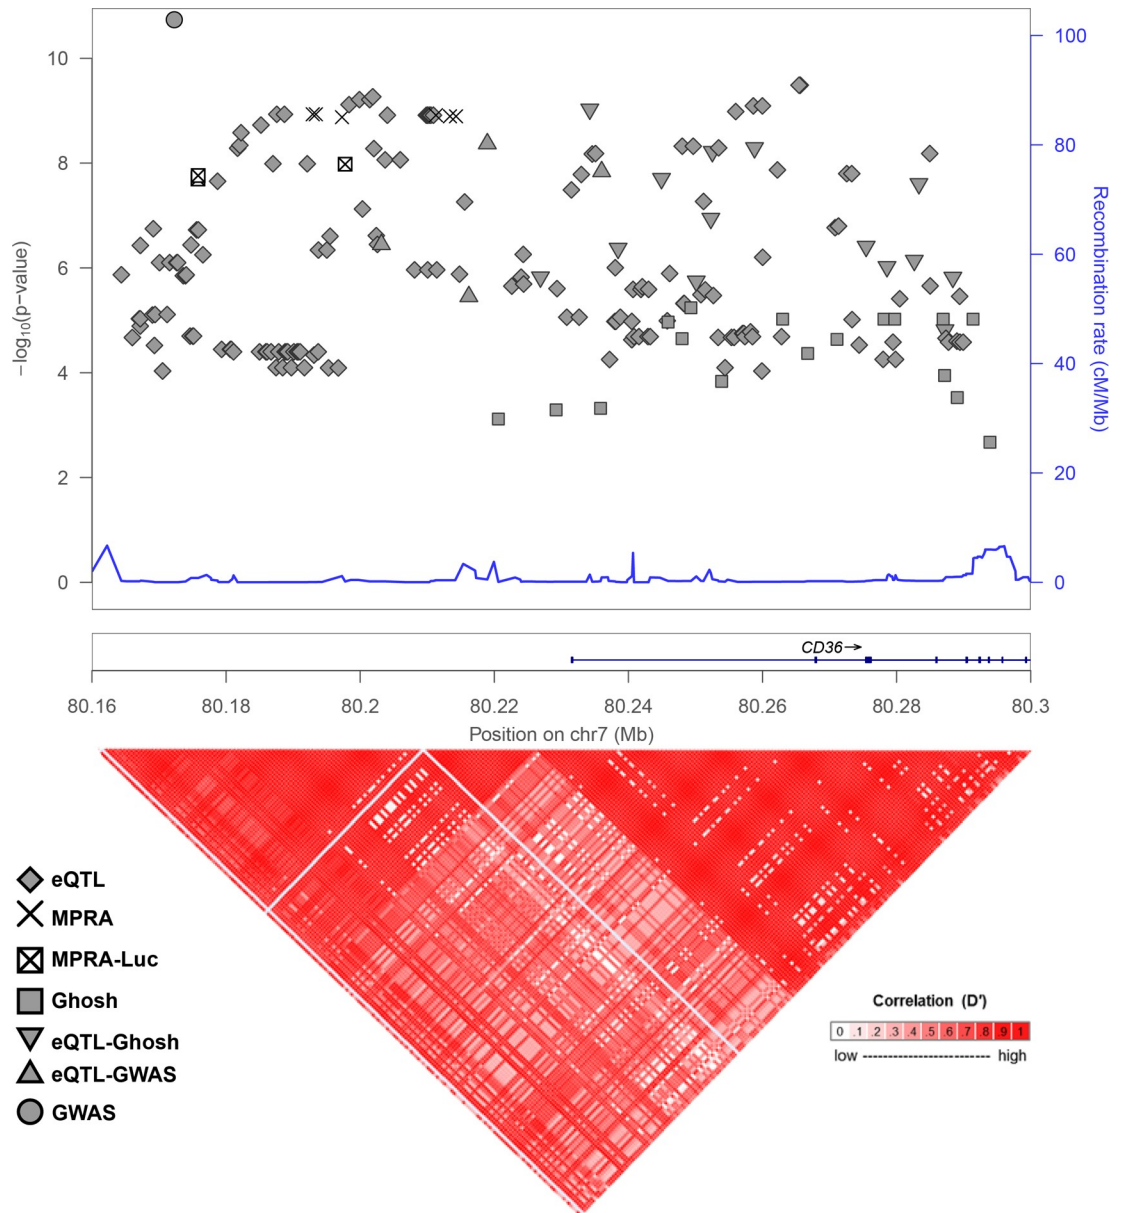 10
8
6
4
2
0
−log10(p−value)
100
80
60
40
20
0
Recombination rate (cM/Mb)
CD36→
80.16 80.18 80.2 80.22 80.24 80.26 80.28 80.3
Position on chr7 (Mb)
eQTL
MPRA
MPRA-Luc
Ghosh
eQTL-Ghosh
eQTL-GWAS
GWAS
Correlation (D')
0 .1 .2 .3 .4 .5 .6 .7 .8 .9 1
low ---------------------- high